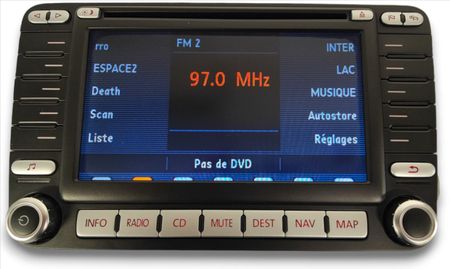 FM 2
rro
INTER
ESPACE2
LAC
97.0 MHz
Death
MUSIQUE
Scan
Autostore
Liste
Réglages
Pas de DVD
INFO RADIO CD MUTE DEST NAV MAP